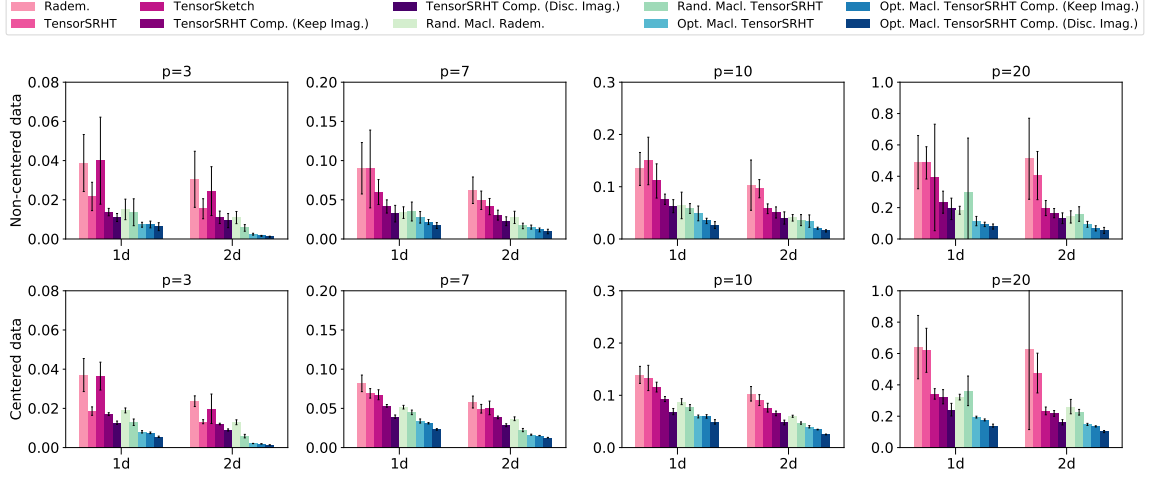 Radem. TensorSketch TensorSRHT Comp. (Disc. Imag.) Rand. Macl. TensorSRHT Opt. Macl. TensorSRHT Comp. (Keep Imag.)
TensorSRHT TensorSRHT Comp. (Keep Imag.) Rand. Macl. Radem. Opt. Macl. TensorSRHT Opt. Macl. TensorSRHT Comp. (Disc. Imag.)
p=3 p=7 p=10 p=20
Non-centered data
0.08 0.20 0.3 1.0
0.8
0.06 0.15
0.2 0.6
0.04 0.10
0.4
0.1
0.02 0.05
0.2
0.00 0.00 0.0 0.0
1d 2d 1d 2d 1d 2d 1d 2d
p=3 p=7 p=10 p=20
Centered data
0.08 0.20 0.3 1.0
0.8
0.06 0.15
0.2 0.6
0.04 0.10
0.4
0.1
0.02 0.05
0.2
0.00 0.00 0.0 0.0
1d 2d 1d 2d 1d 2d 1d 2d